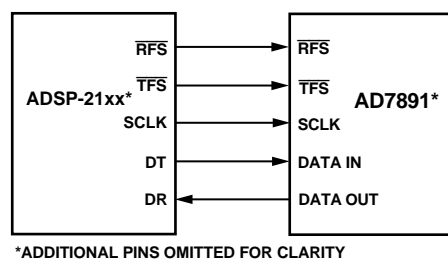 RFS
RFS
TFS
TFS
ADSP-21xx*
AD7891*
SCLK
SCLK
DT
DATA IN
DR
DATA OUT
*ADDITIONAL PINS OMITTED FOR CLARITY